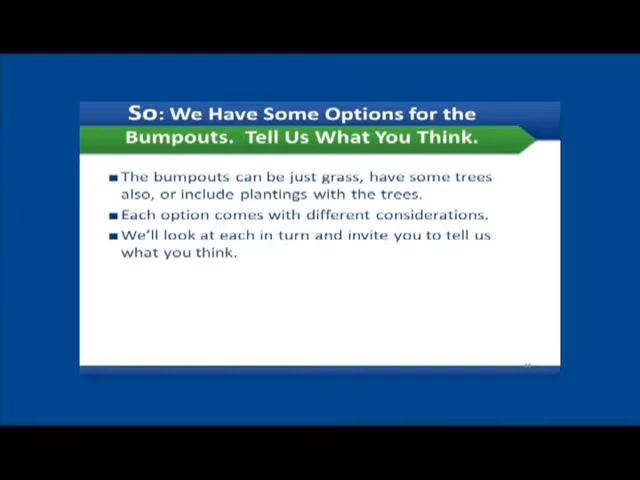 So: We Have Some Options for the
Bumpouts. Tell Us What You Think.
The bumpouts can be just grass, have some trees
also, or include plantings with the trees.
Each option comes with different considerations.
We'll look at each in turn and invite you to tell us
what you think.